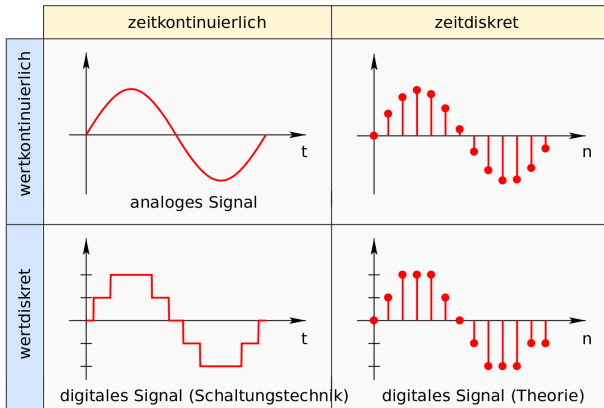 zeitkontinuierlich
zeitdiskret
wertkontinuierlich
t
analoges Signal
n
wertdiskret
t
digitales Signal (Schaltungstechnik)
n
digitales Signal (Theorie)